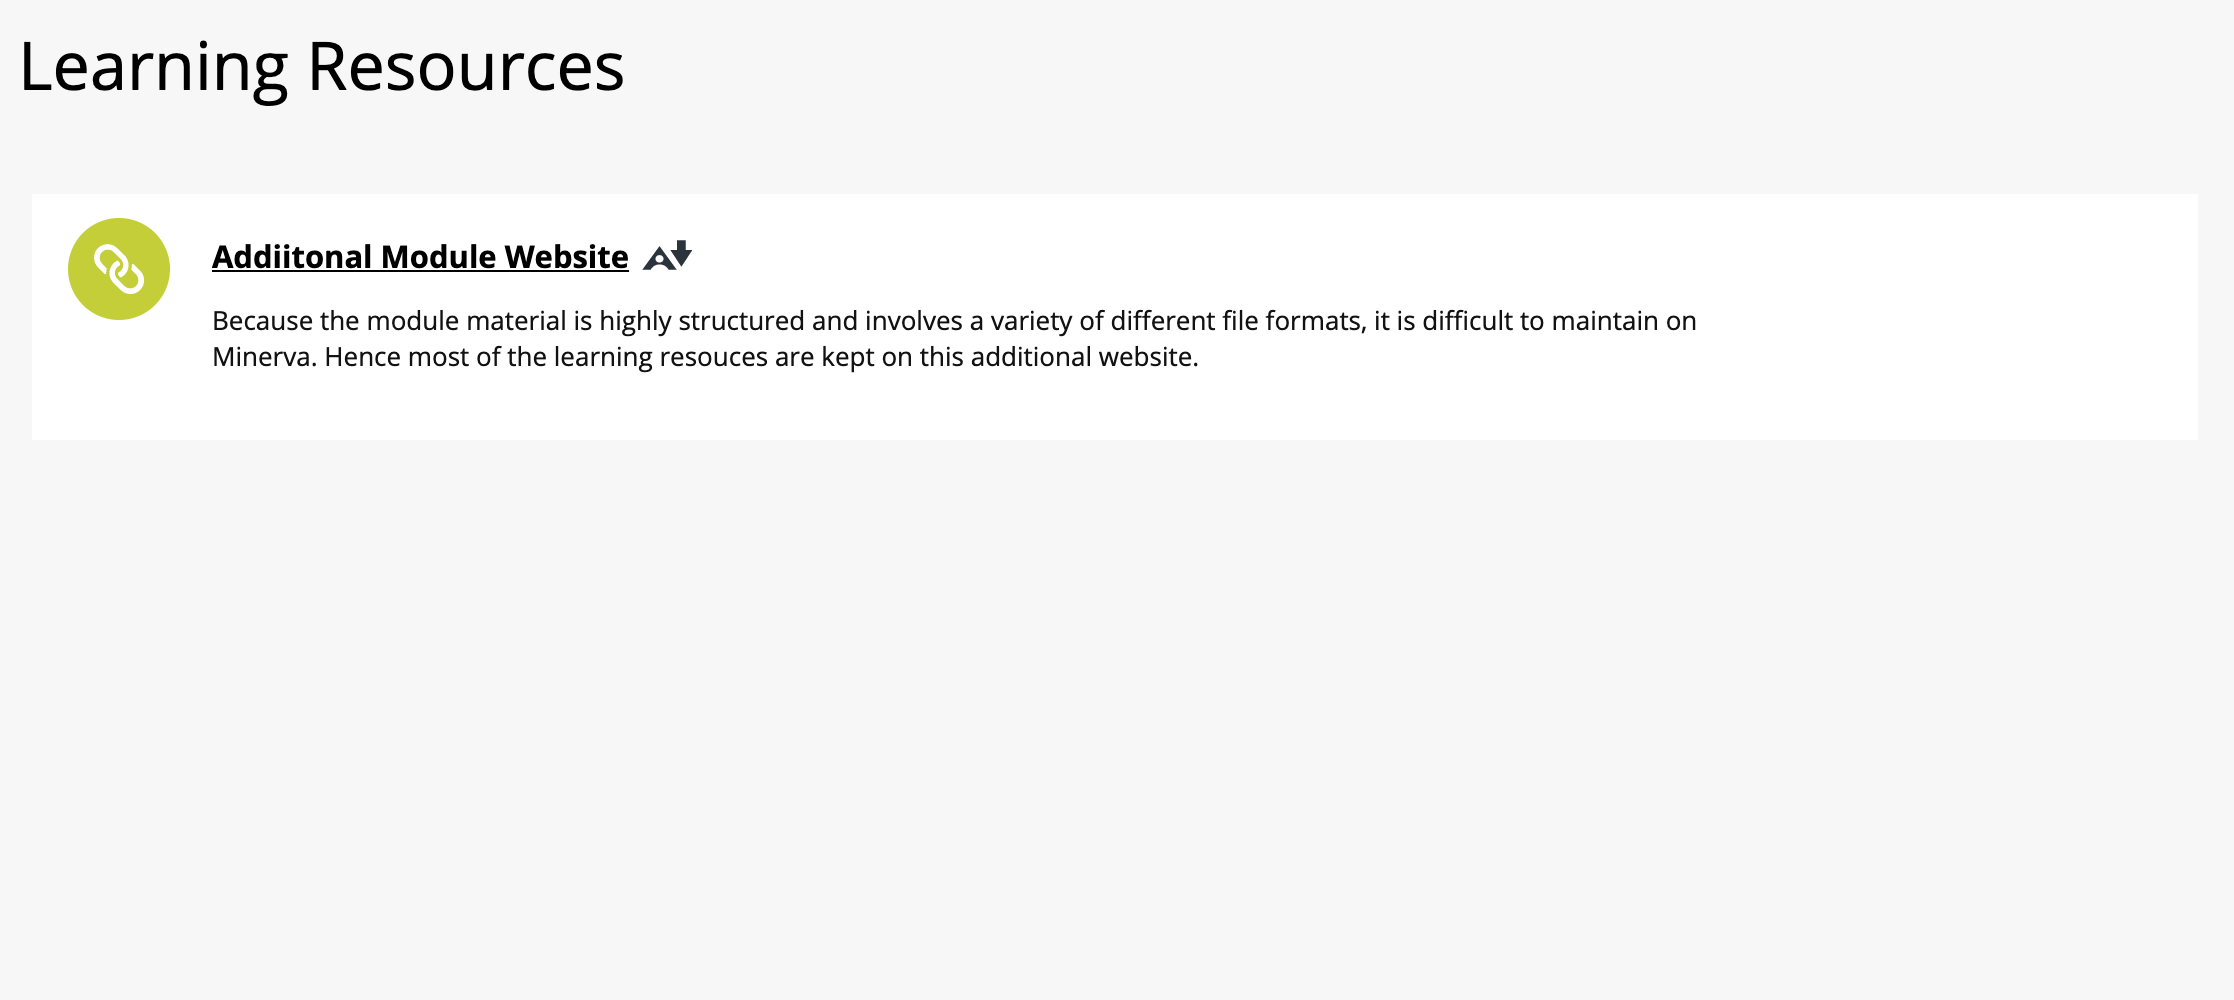 Learning Resources
Addiitonal Module Website
Because the module material is highly structured and involves a variety of different file formats, it is difficult to maintain on
Minerva. Hence most of the learning resouces are kept on this additional website.